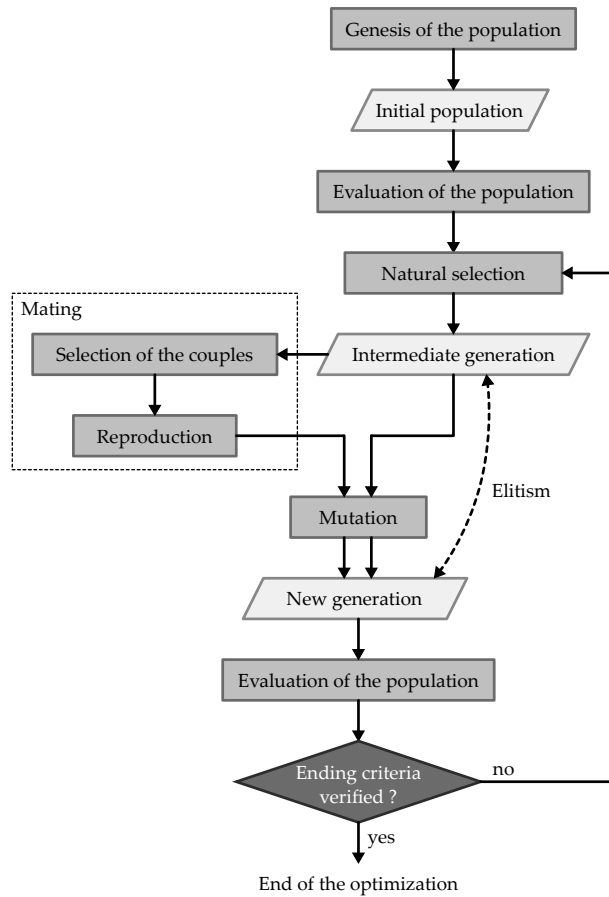 Genesis of the population
Initial population
Evaluation of the population
Natural selection
Mating
Selection of the couples
Intermediate generation
Reproduction
Elitism
Mutation
New generation
Evaluation of the population
Ending criteria
verified ?
no
yes
End of the optimization